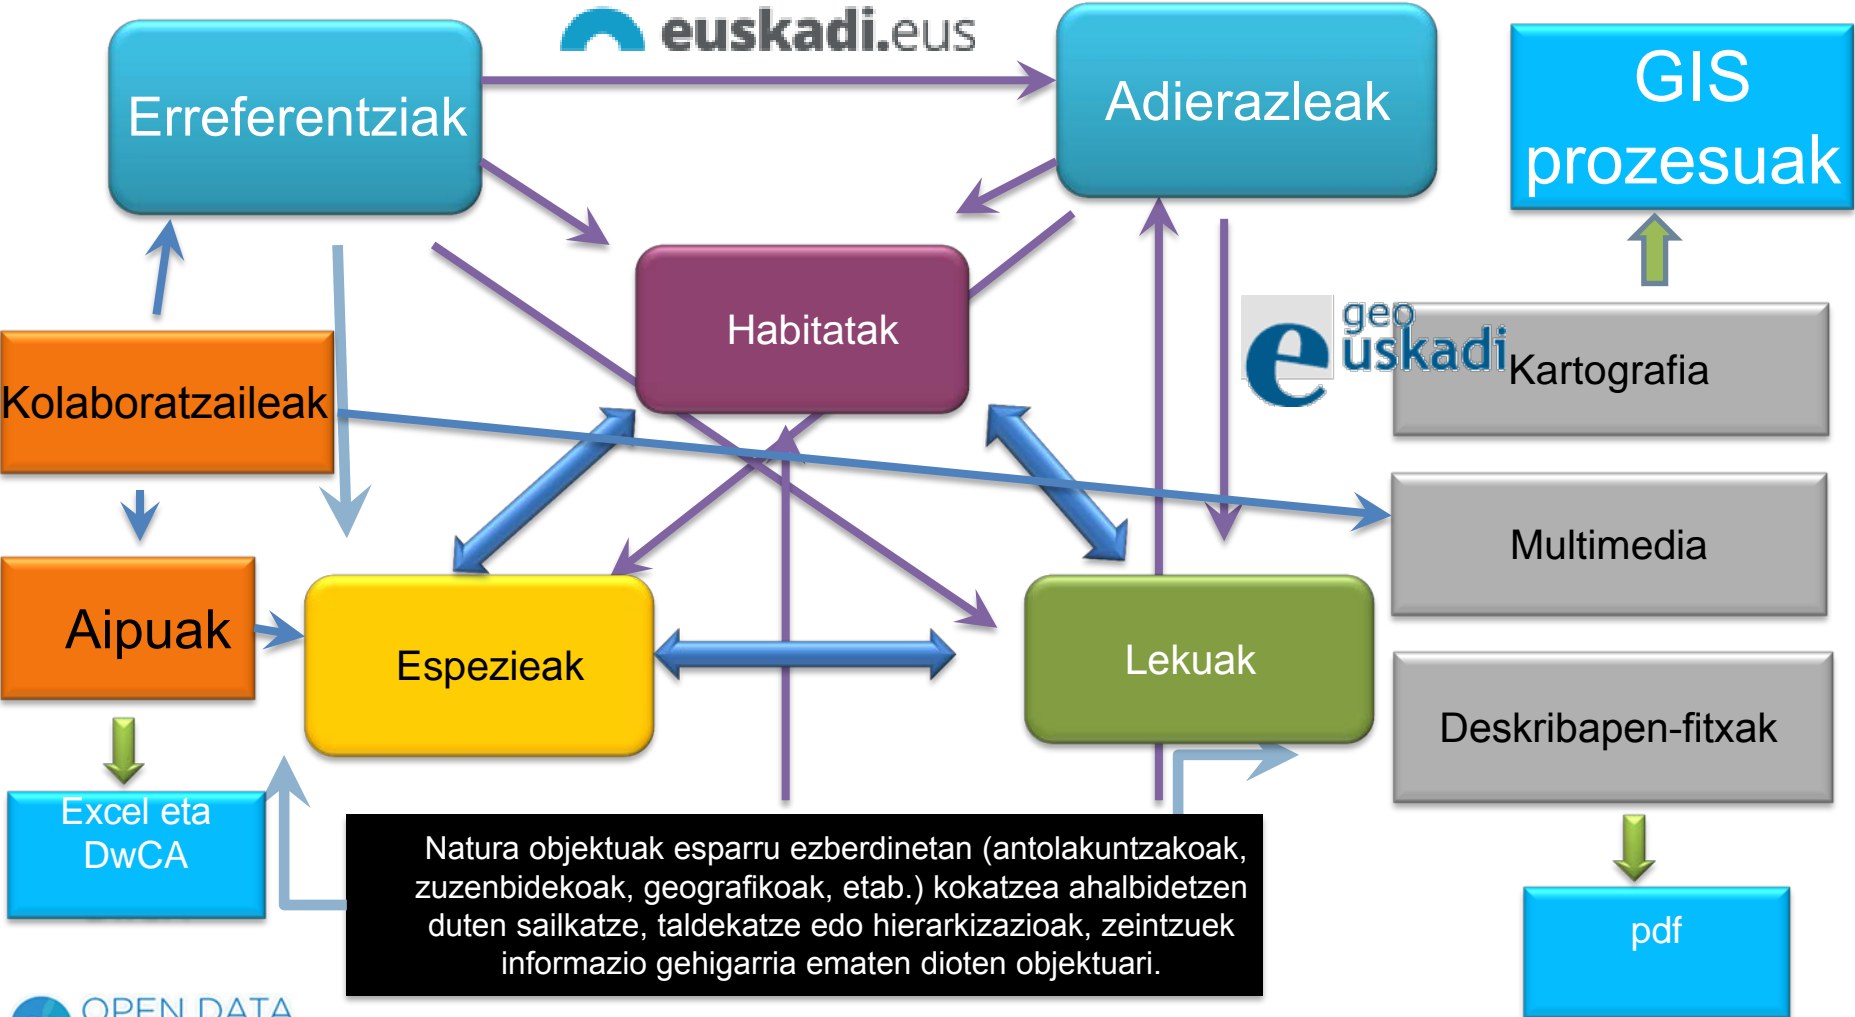 euskadi.eus
Erreferentziak
Adierazleak
GIS
prozesuak
Habitatak
geo
euskadi
Kartografia
Kolaboratzaileak
Multimedia
Aipuak
Espezieak
Lekuak
Deskribapen-fitxak
Excel eta
DwCA
Natura objektuak esparru ezberdinetan (antolakuntzakoak,
zuzenbidekoak, geografikoak, etab.) kokatzea ahalbidetzen
duten sailkatze, taldekatze edo hierarkizazioak, zeintzuek
informazio gehigarria ematen dioten objektuari.
pdf
OPEN DATA